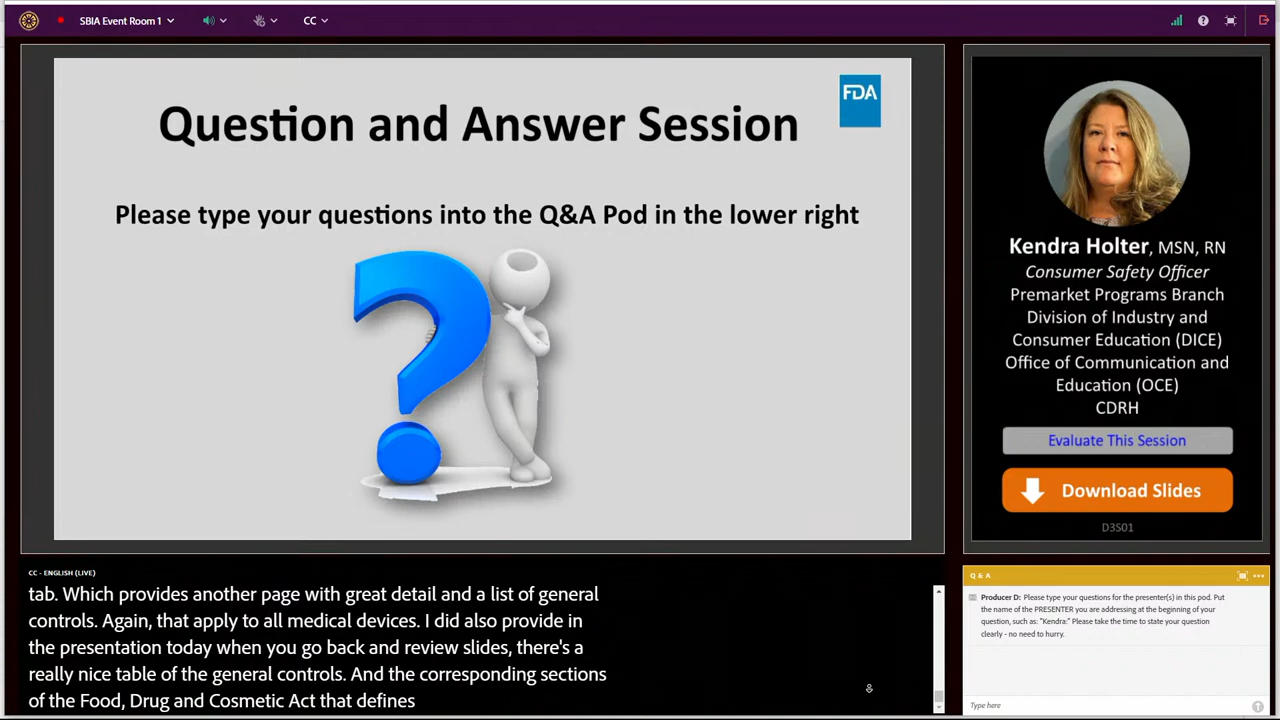 SBIA Event Room 1
CC
FDA
Question and Answer Session
Please type your questions into the Q&A Pod in the lower right
Kendra Holter, MSN, RN
Consumer Safety Officer
Premarket Programs Branch
Division of Industry and
Consumer Education (DICE)
Office of Communication and
Education (OCE)
CDRH
Evaluate This Session
Download Slides
D3S01
CC - ENGLISH (LIVE)
tab. Which provides another page with great detail and a list of general
controls. Again, that apply to all medical devices. I did also provide in
the presentation today when you go back and review slides, there's a
really nice table of the general controls. And the corresponding sections
of the Food, Drug and Cosmetic Act that defines
Q & A
Producer D: Please type your questions for the presenter(s) in this pod. Put
the name of the PRESENTER you are addressing at the beginning of your
question, such as: "Kendra:" Please take the time to state your question
clearly - no need to hurry.
Type here